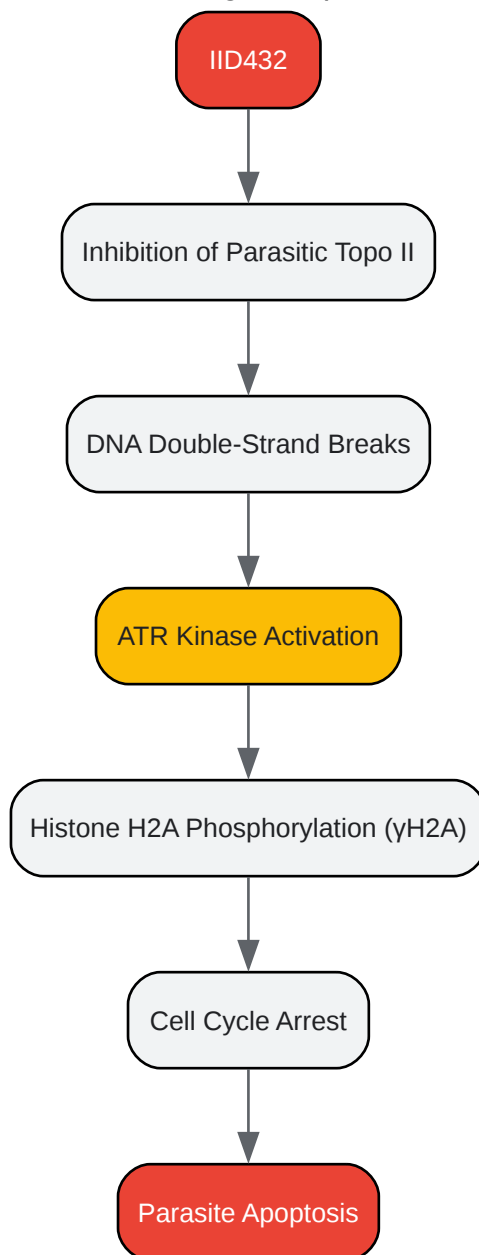 IID432
Inhibition of Parasitic Topo II
DNA Double-Strand Breaks
ATR Kinase Activation
Histone H2A Phosphorylation (γH2A)
Cell Cycle Arrest
Parasite Apoptosis